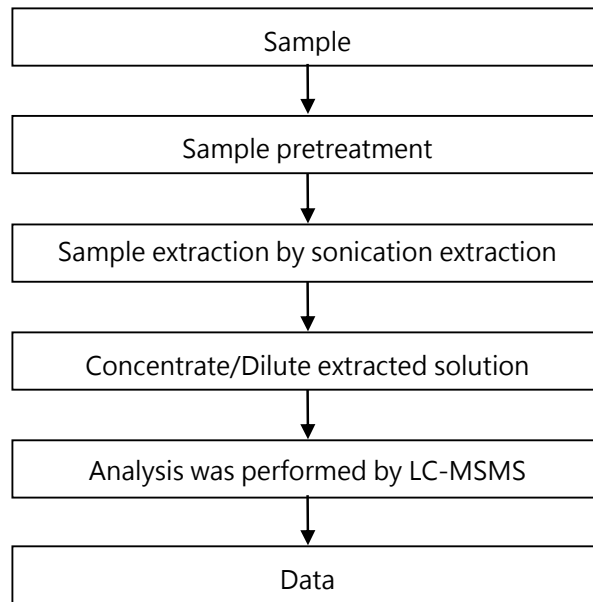 Sample
Sample pretreatment
Sample extraction by sonication extraction
Concentrate/Dilute extracted solution
Analysis was performed by LC-MSMS
Data